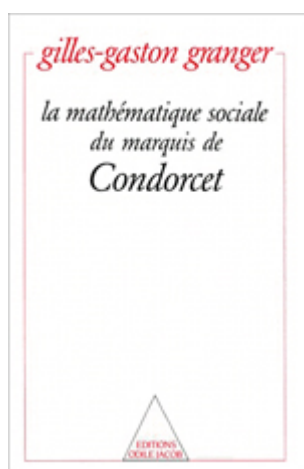 gilles-gaston granger
la mathématique sociale
du marquis de
Condorcet
EDITIONS
ODILE JACOB